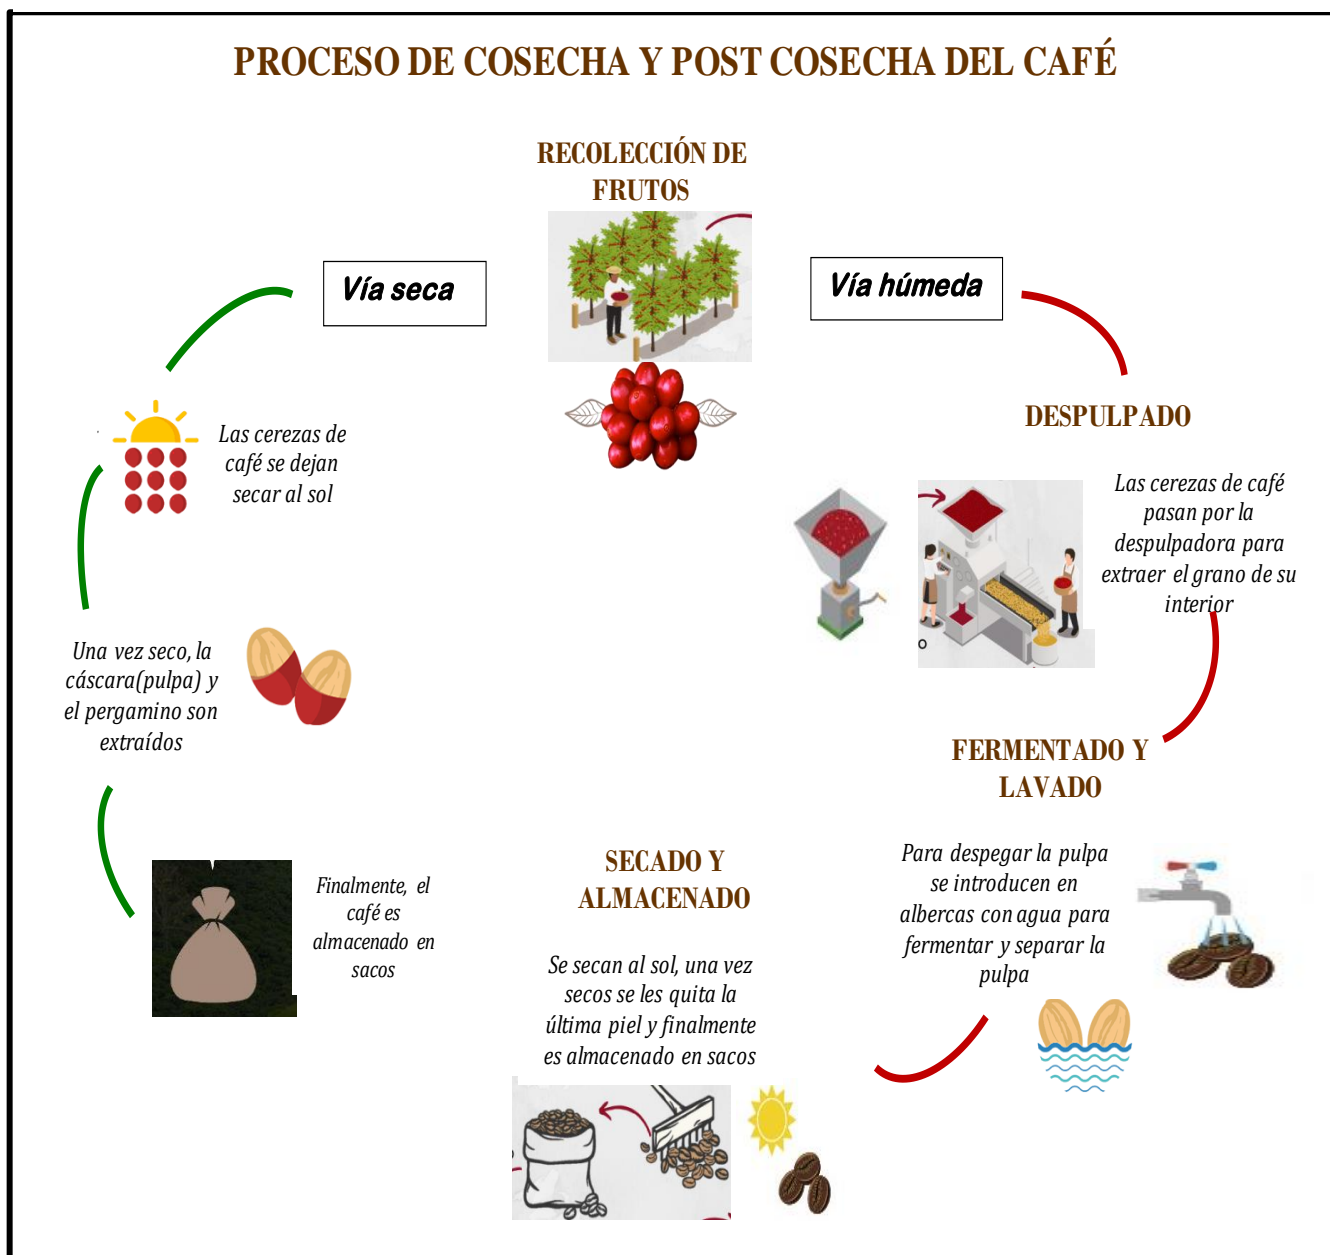 PROCESO DE COSECHA Y POST COSECHA DEL CAFÉ
RECOLECCIÓN DE
FRUTOS
Vía seca
Las cerezas de
café se dejan
secar al sol
Una vez seco, la
cáscara(pulpa) y
el pergamino son
extraídos
Finalmente, el
café es
almacenado en
sacos
Vía húmeda
DESPULPADO
Las cerezas de café
pasan por la
despulpadora para
extraer el grano de su
interior
O
FERMENTADO Y
LAVADO
Para despegar la pulpa
se introducen en
albercas con agua para
fermentar y separar la
pulpa
SECADO Y
ALMACENADO
Se secan al sol, una vez
secos se les quita la
última piel y finalmente
es almacenado en sacos